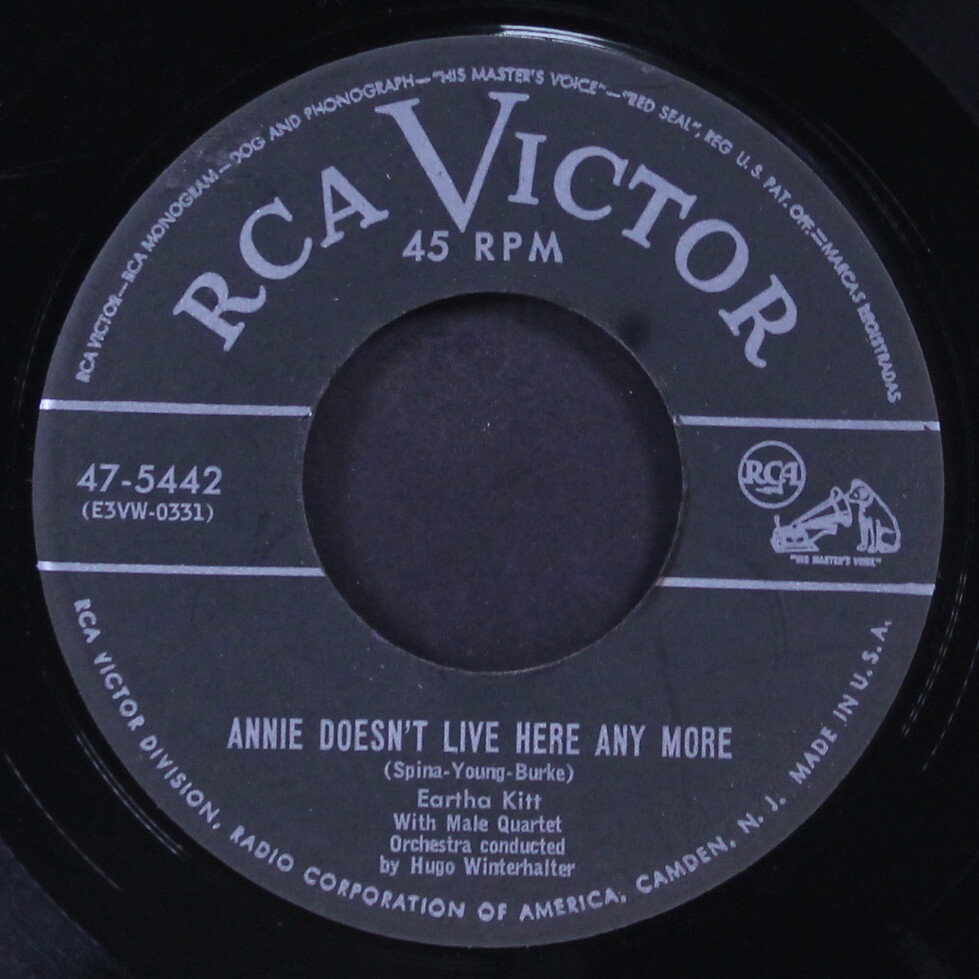 RCA VICTOR—RCA MONOGRAM—DOG AND PHONOGRAPH—"HIS MASTER'S VOICE"—"RED SEAL", REG U.S. PAT. OFF.=MARCAS REGISTRADAS
RCA VICTOR
45 RPM
47-5442
(E3VW-0331)
RCA
"HIS MASTER'S VOICE"
ANNIE DOESN'T LIVE HERE ANY MORE
(Spina-Young-Burke)
Eartha Kitt
With Male Quartet
Orchestra conducted
by Hugo Winterhalter
RCA VICTOR DIVISION, RADIO CORPORATION OF AMERICA, CAMDEN, N. J. MADE IN U.S.A.